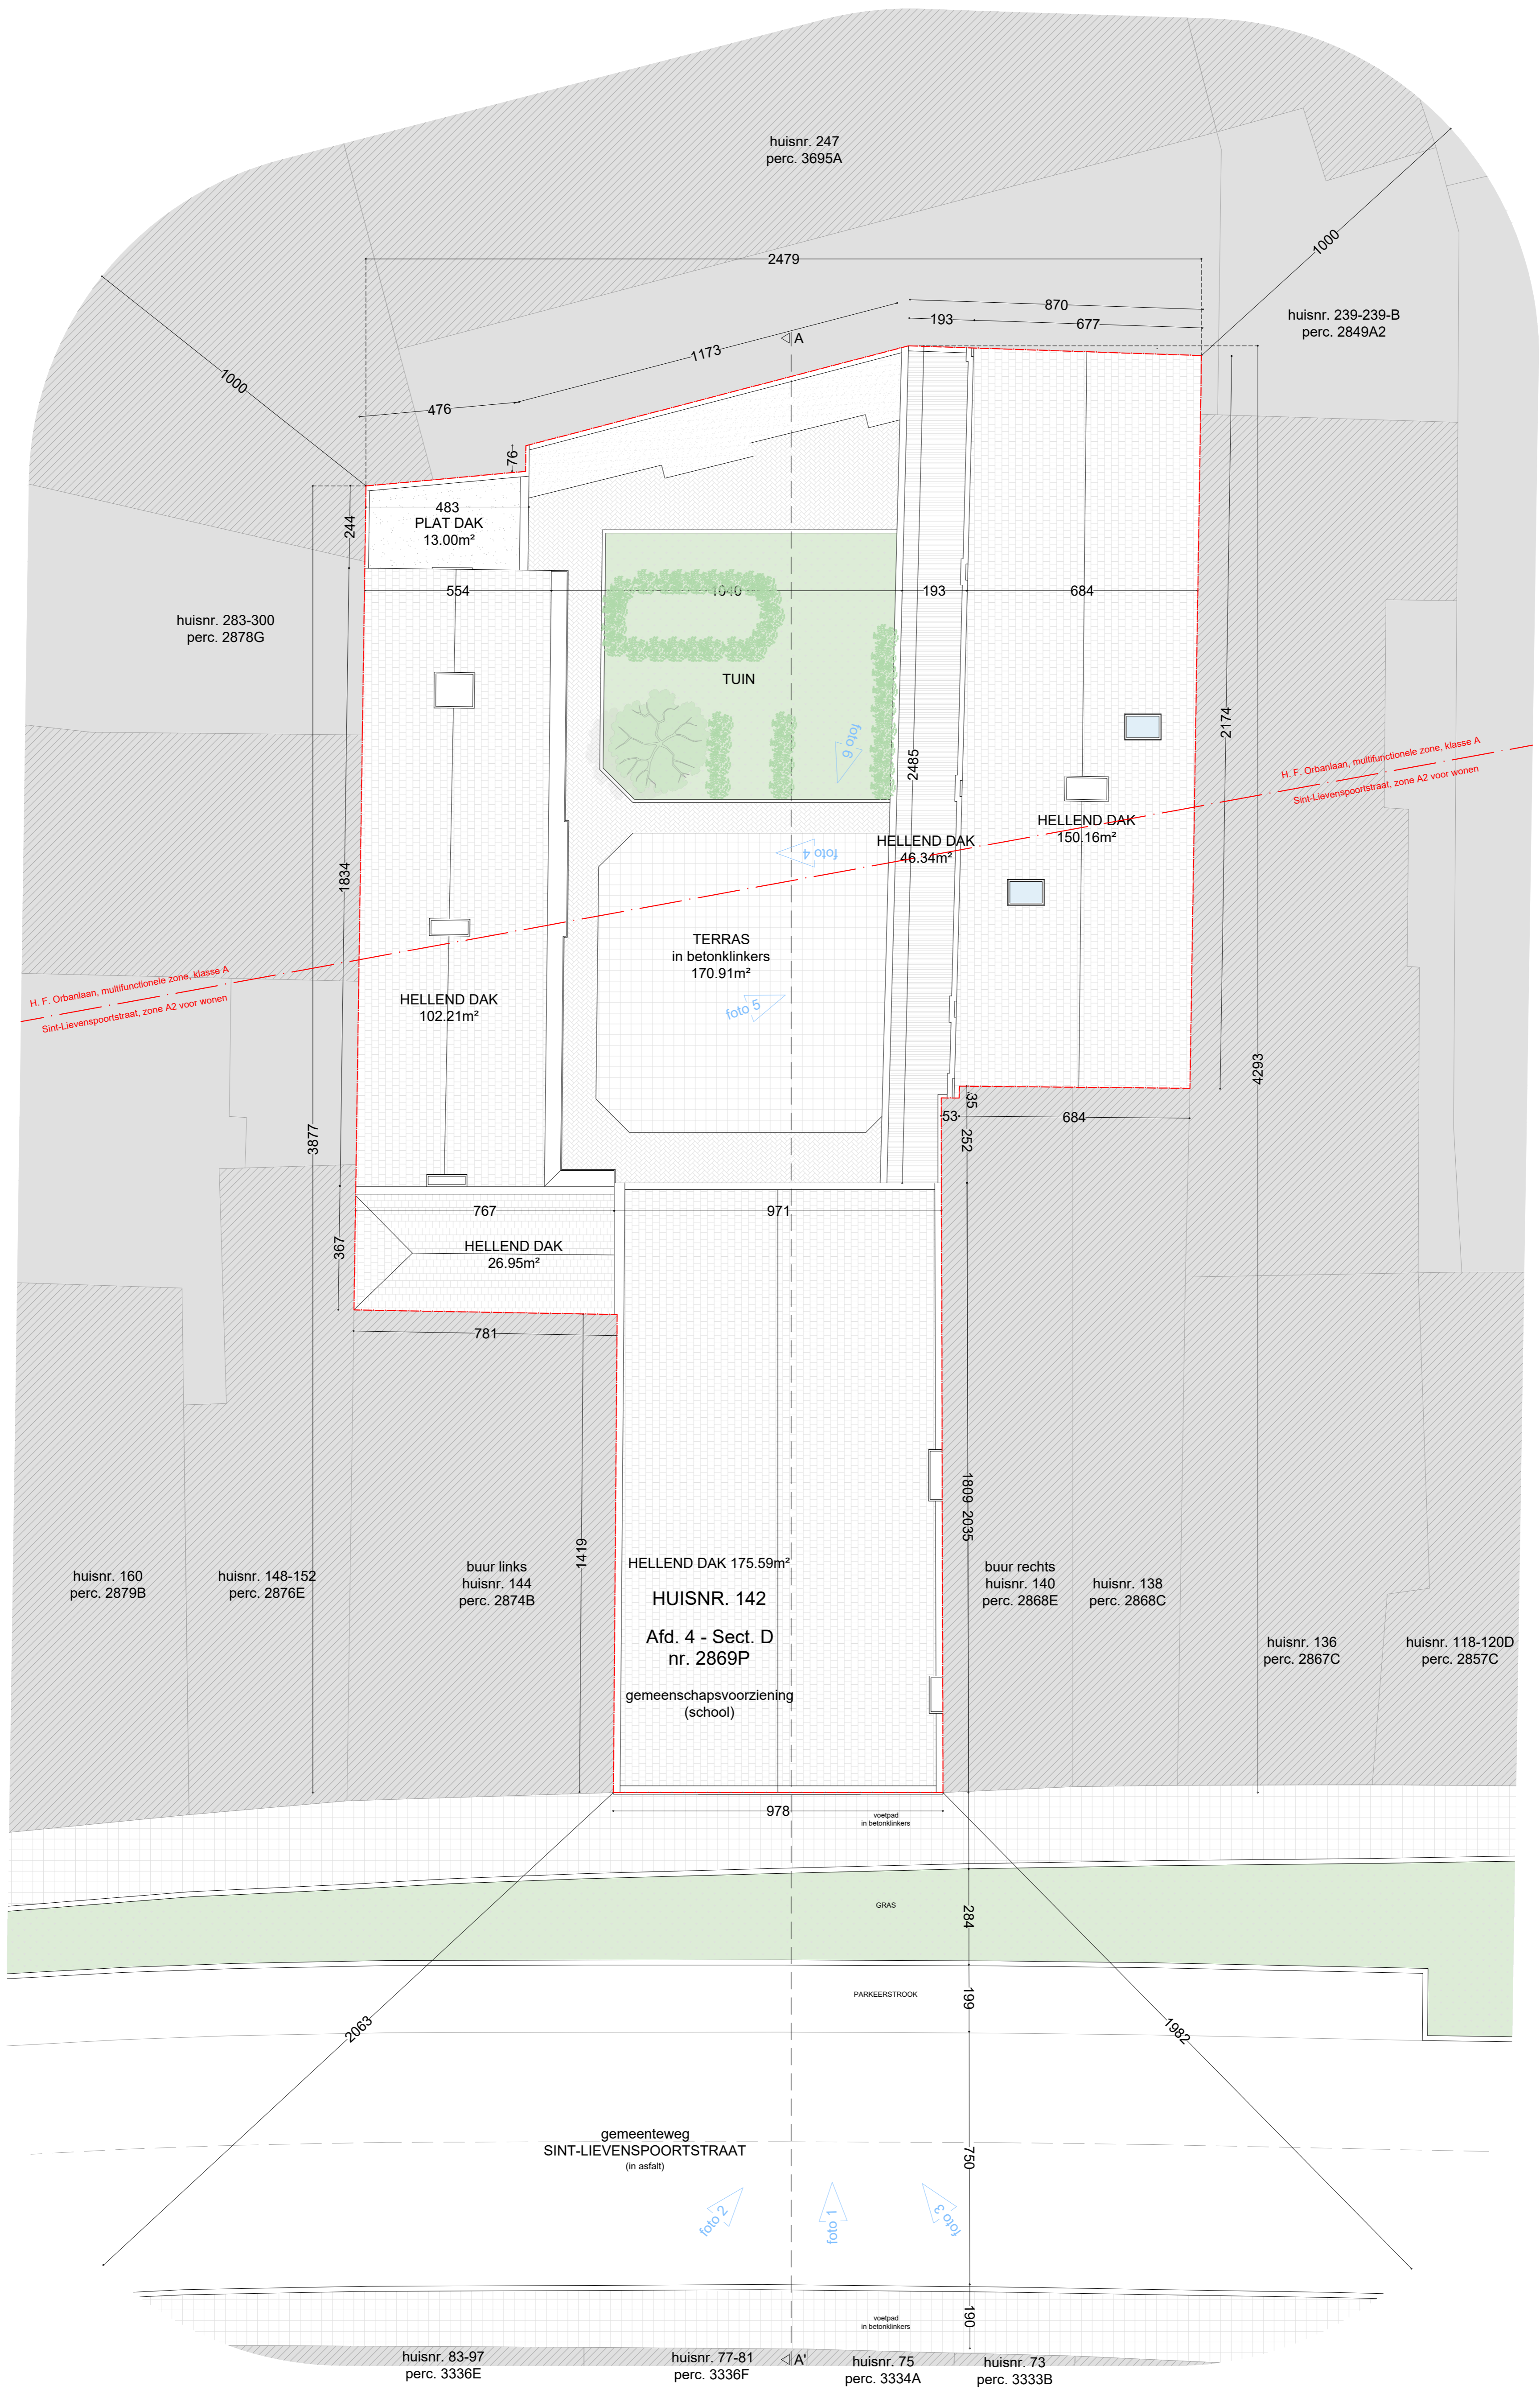 huisnr. 247
perc. 3695A
2479
1000
1000
870
193
677
huisnr. 239-239-B
perc. 2849A2
A
1173
476
76
483
PLAT DAK
13.00m²
244
554
1040
193
684
huisnr. 283-300
perc. 2878G
TUIN
foto 6
2485
2174
H. F. Orbanlaan, multifunctionele zone, klasse A
Sint-Lievenspoortstraat, zone A2 voor wonen
HELLEND DAK
150.16m²
HELLEND DAK
46.34m²
foto 4
1834
TERRAS
in betonklinkers
170.91m²
foto 5
H. F. Orbanlaan, multifunctionele zone, klasse A
Sint-Lievenspoortstraat, zone A2 voor wonen
HELLEND DAK
102.21m²
4293
35
53
684
252
3877
767
971
HELLEND DAK
26.95m²
367
781
1419
1809-2035
HELLEND DAK 175.59m²
HUISNR. 142
Afd. 4 - Sect. D
nr. 2869P
gemeenschapsvoorziening
(school)
huisnr. 160
perc. 2879B
huisnr. 148-152
perc. 2876E
buur links
huisnr. 144
perc. 2874B
buur rechts
huisnr. 140
perc. 2868E
huisnr. 138
perc. 2868C
huisnr. 136
perc. 2867C
huisnr. 118-120D
perc. 2857C
978
voetpad
in betonklinkers
GRAS
284
PARKEERSTROOK
199
2063
1982
gemeenteweg
SINT-LIEVENSPOORTSTRAAT
(in asfalt)
750
foto 2
foto 1
foto 3
190
voetpad
in betonklinkers
huisnr. 83-97
perc. 3336E
huisnr. 77-81
perc. 3336F
A'
huisnr. 75
perc. 3334A
huisnr. 73
perc. 3333B